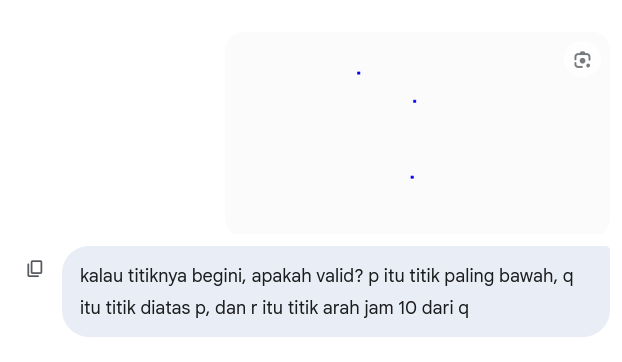 kalau titiknya begini, apakah valid? p itu titik paling bawah, q
itu titik diatas p, dan r itu titik arah jam 10 dari q